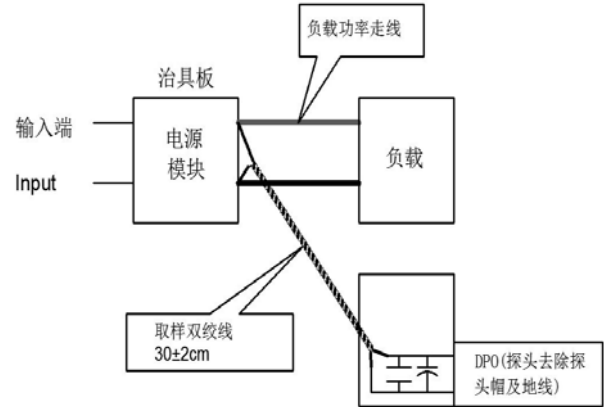 负载功率走线
治具板
输入端
Input
电源
模块
负载
取样双绞线
30±2cm
DPO(探头去除探
头帽及地线)